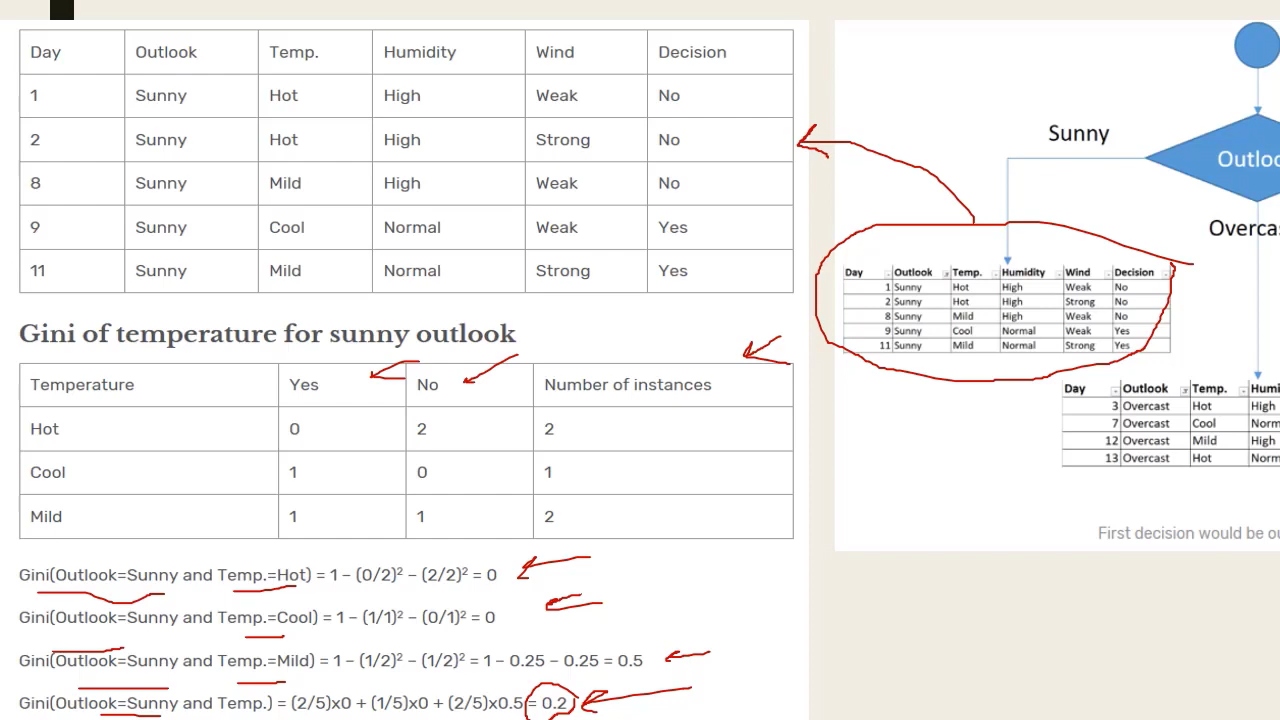 Day Outlook Temp. Humidity Wind Decision
1 Sunny Hot High Weak No
2 Sunny Hot High Strong No
8 Sunny Mild High Weak No
9 Sunny Cool Normal Weak Yes
11 Sunny Mild Normal Strong Yes
Gini of temperature for sunny outlook
Temperature Yes No Number of instances
Hot 0 2 2
Cool 1 0 1
Mild 1 1 2
Gini(Outlook=Sunny and Temp.=Hot) = 1 – (0/2)² – (2/2)² = 0
Gini(Outlook=Sunny and Temp.=Cool) = 1 – (1/1)² – (0/1)² = 0
Gini(Outlook=Sunny and Temp.=Mild) = 1 – (1/2)² – (1/2)² = 1 – 0.25 – 0.25 = 0.5
Gini(Outlook=Sunny and Temp.) = (2/5)x0 + (1/5)x0 + (2/5)x0.5 = 0.2
Sunny
Outloo
Overca
Day Outlook Temp. Humidity Wind Decision
1 Sunny Hot High Weak No
2 Sunny Hot High Strong No
8 Sunny Mild High Weak No
9 Sunny Cool Normal Weak Yes
11 Sunny Mild Normal Strong Yes
Day Outlook Temp. Humi
3 Overcast Hot High
7 Overcast Cool Norm
12 Overcast Mild High
13 Overcast Hot Norm
First decision would be ou